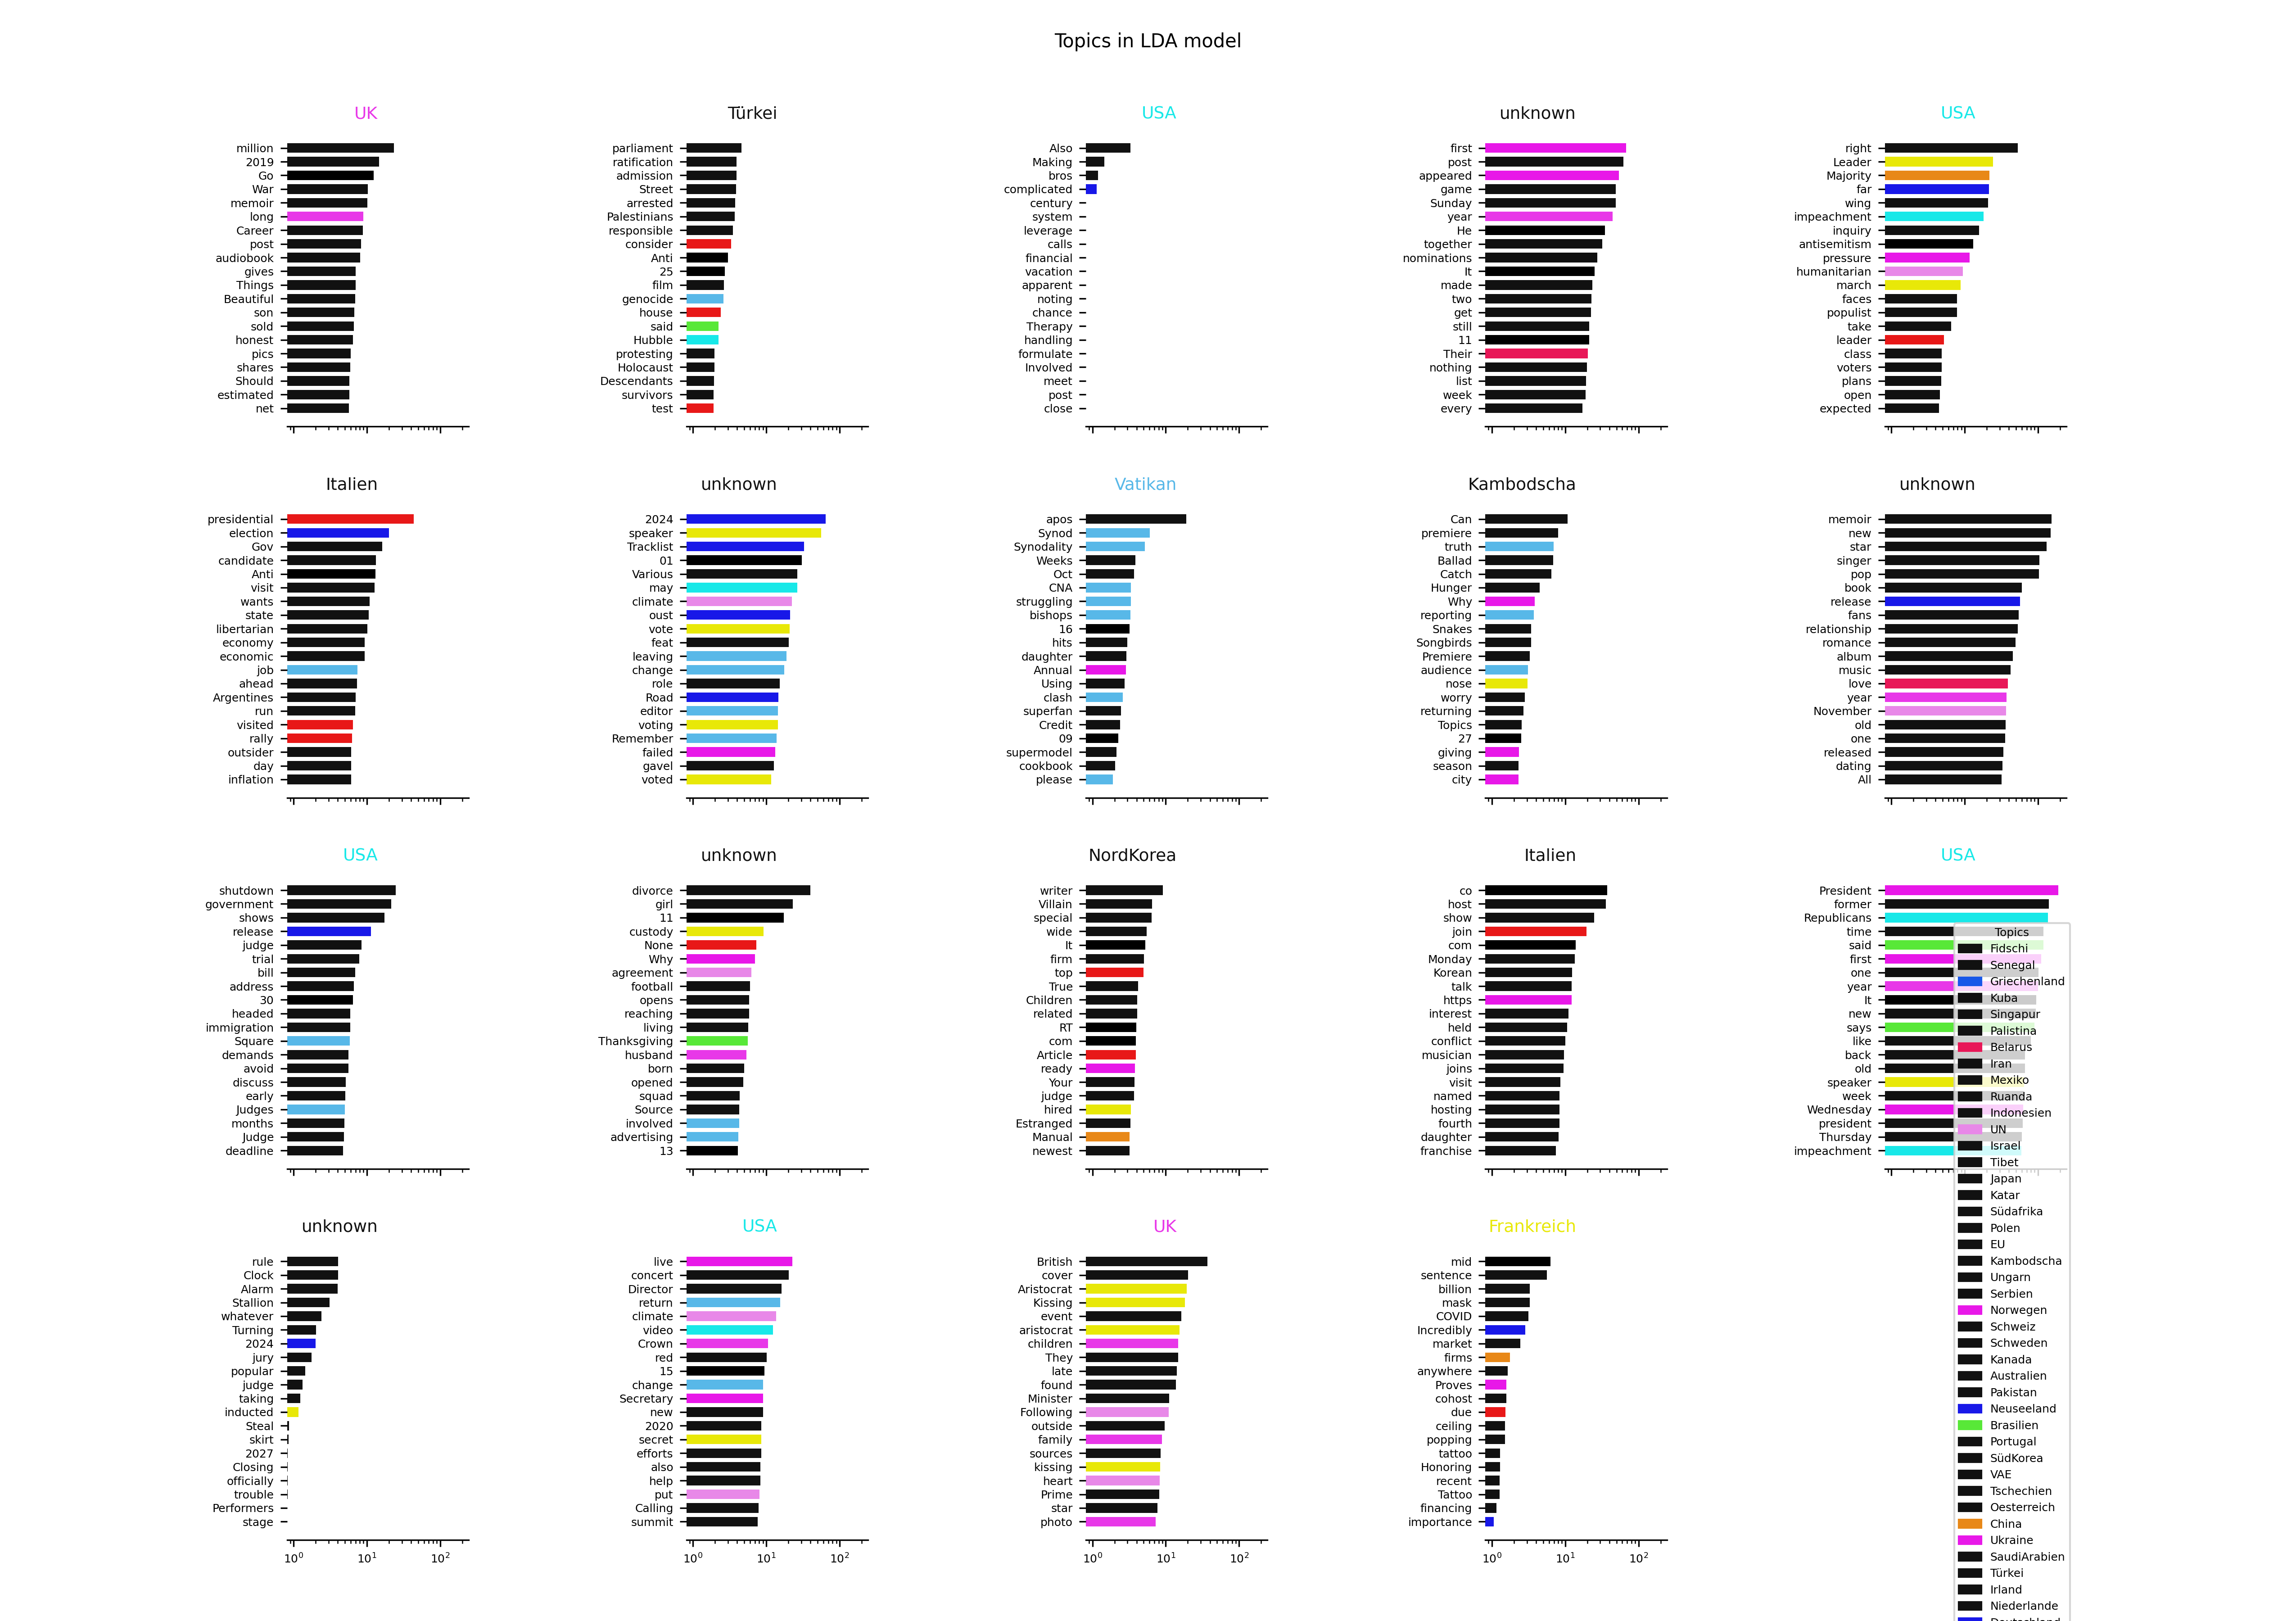 Topics in LDA model
UK
million
2019
Go
War
memoir
long
Career
post
audiobook
gives
Things
Beautiful
son
sold
honest
pics
shares
Should
estimated
net
Türkei
parliament
ratification
admission
Street
arrested
Palestinians
responsible
consider
Anti
25
film
genocide
house
said
Hubble
protesting
Holocaust
Descendants
survivors
test
USA
Also
Making
bros
complicated
century
system
leverage
calls
financial
vacation
apparent
noting
chance
Therapy
handling
formulate
Involved
meet
post
close
unknown
first
post
appeared
game
Sunday
year
He
together
nominations
It
made
two
get
still
11
Their
nothing
list
week
every
USA
right
Leader
Majority
far
wing
impeachment
inquiry
antisemitism
pressure
humanitarian
march
faces
populist
take
leader
class
voters
plans
open
expected
Italien
presidential
election
Gov
candidate
Anti
visit
wants
state
libertarian
economy
economic
job
ahead
Argentines
run
visited
rally
outsider
day
inflation
unknown
2024
speaker
Tracklist
01
Various
may
climate
oust
vote
feat
leaving
change
role
Road
editor
voting
Remember
failed
gavel
voted
Vatikan
apos
Synod
Synodality
Weeks
Oct
CNA
struggling
bishops
16
hits
daughter
Annual
Using
clash
superfan
Credit
09
supermodel
cookbook
please
Kambodscha
Can
premiere
truth
Ballad
Catch
Hunger
Why
reporting
Snakes
Songbirds
Premiere
audience
nose
worry
returning
Topics
27
giving
season
city
unknown
memoir
new
star
singer
pop
book
release
fans
relationship
romance
album
music
love
year
November
old
one
released
dating
All
USA
shutdown
government
shows
release
judge
trial
bill
address
30
headed
immigration
Square
demands
avoid
discuss
early
Judges
months
Judge
deadline
unknown
divorce
girl
11
custody
None
Why
agreement
football
opens
reaching
living
Thanksgiving
husband
born
opened
squad
Source
involved
advertising
13
NordKorea
writer
Villain
special
wide
It
firm
top
True
Children
related
RT
com
Article
ready
Your
judge
hired
Estranged
Manual
newest
Italien
co
host
show
join
com
Monday
Korean
talk
https
interest
held
conflict
musician
joins
visit
named
hosting
fourth
daughter
franchise
USA
President
former
Republicans
time
said
first
one
year
It
new
says
like
back
old
speaker
week
Wednesday
president
Thursday
impeachment
unknown
rule
Clock
Alarm
Stallion
whatever
Turning
2024
jury
popular
judge
taking
inducted
Steal
skirt
2027
Closing
officially
trouble
Performers
stage
10⁰ 10¹ 10²
USA
live
concert
Director
return
climate
video
Crown
red
15
change
Secretary
new
2020
secret
efforts
also
help
put
Calling
summit
10⁰ 10¹ 10²
UK
British
cover
Aristocrat
Kissing
event
aristocrat
children
They
late
found
Minister
Following
outside
family
sources
kissing
heart
Prime
star
photo
10⁰ 10¹ 10²
Frankreich
mid
sentence
billion
mask
COVID
Incredibly
market
firms
anywhere
Proves
cohost
due
ceiling
popping
tattoo
Honoring
recent
Tattoo
financing
importance
10⁰ 10¹ 10²
Topics
Fidschi
Senegal
Griechenland
Kuba
Singapur
Palistina
Belarus
Iran
Mexiko
Ruanda
Indonesien
UN
Israel
Tibet
Japan
Katar
Südafrika
Polen
EU
Kambodscha
Ungarn
Serbien
Norwegen
Schweiz
Schweden
Kanada
Australien
Pakistan
Neuseeland
Brasilien
Portugal
SüdKorea
VAE
Tschechien
Oesterreich
China
Ukraine
SaudiArabien
Türkei
Irland
Niederlande